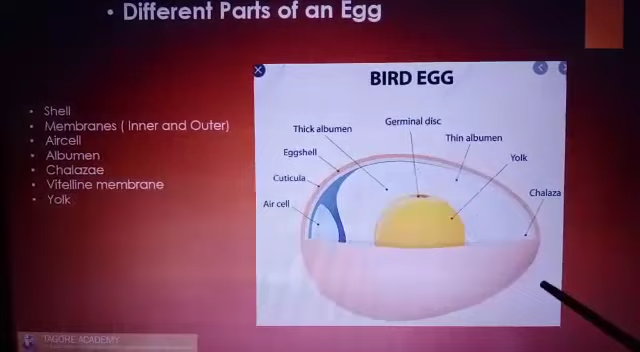 • Different Parts of an Egg
• Shell
• Membranes ( Inner and Outer)
• Aircell
• Albumen
• Chalazae
• Vitelline membrane
• Yolk
BIRD EGG
Germinal disc
Thick albumen
Thin albumen
Eggshell
Yolk
Cuticula
Chalaza
Air cell
TAGORE ACADEMY